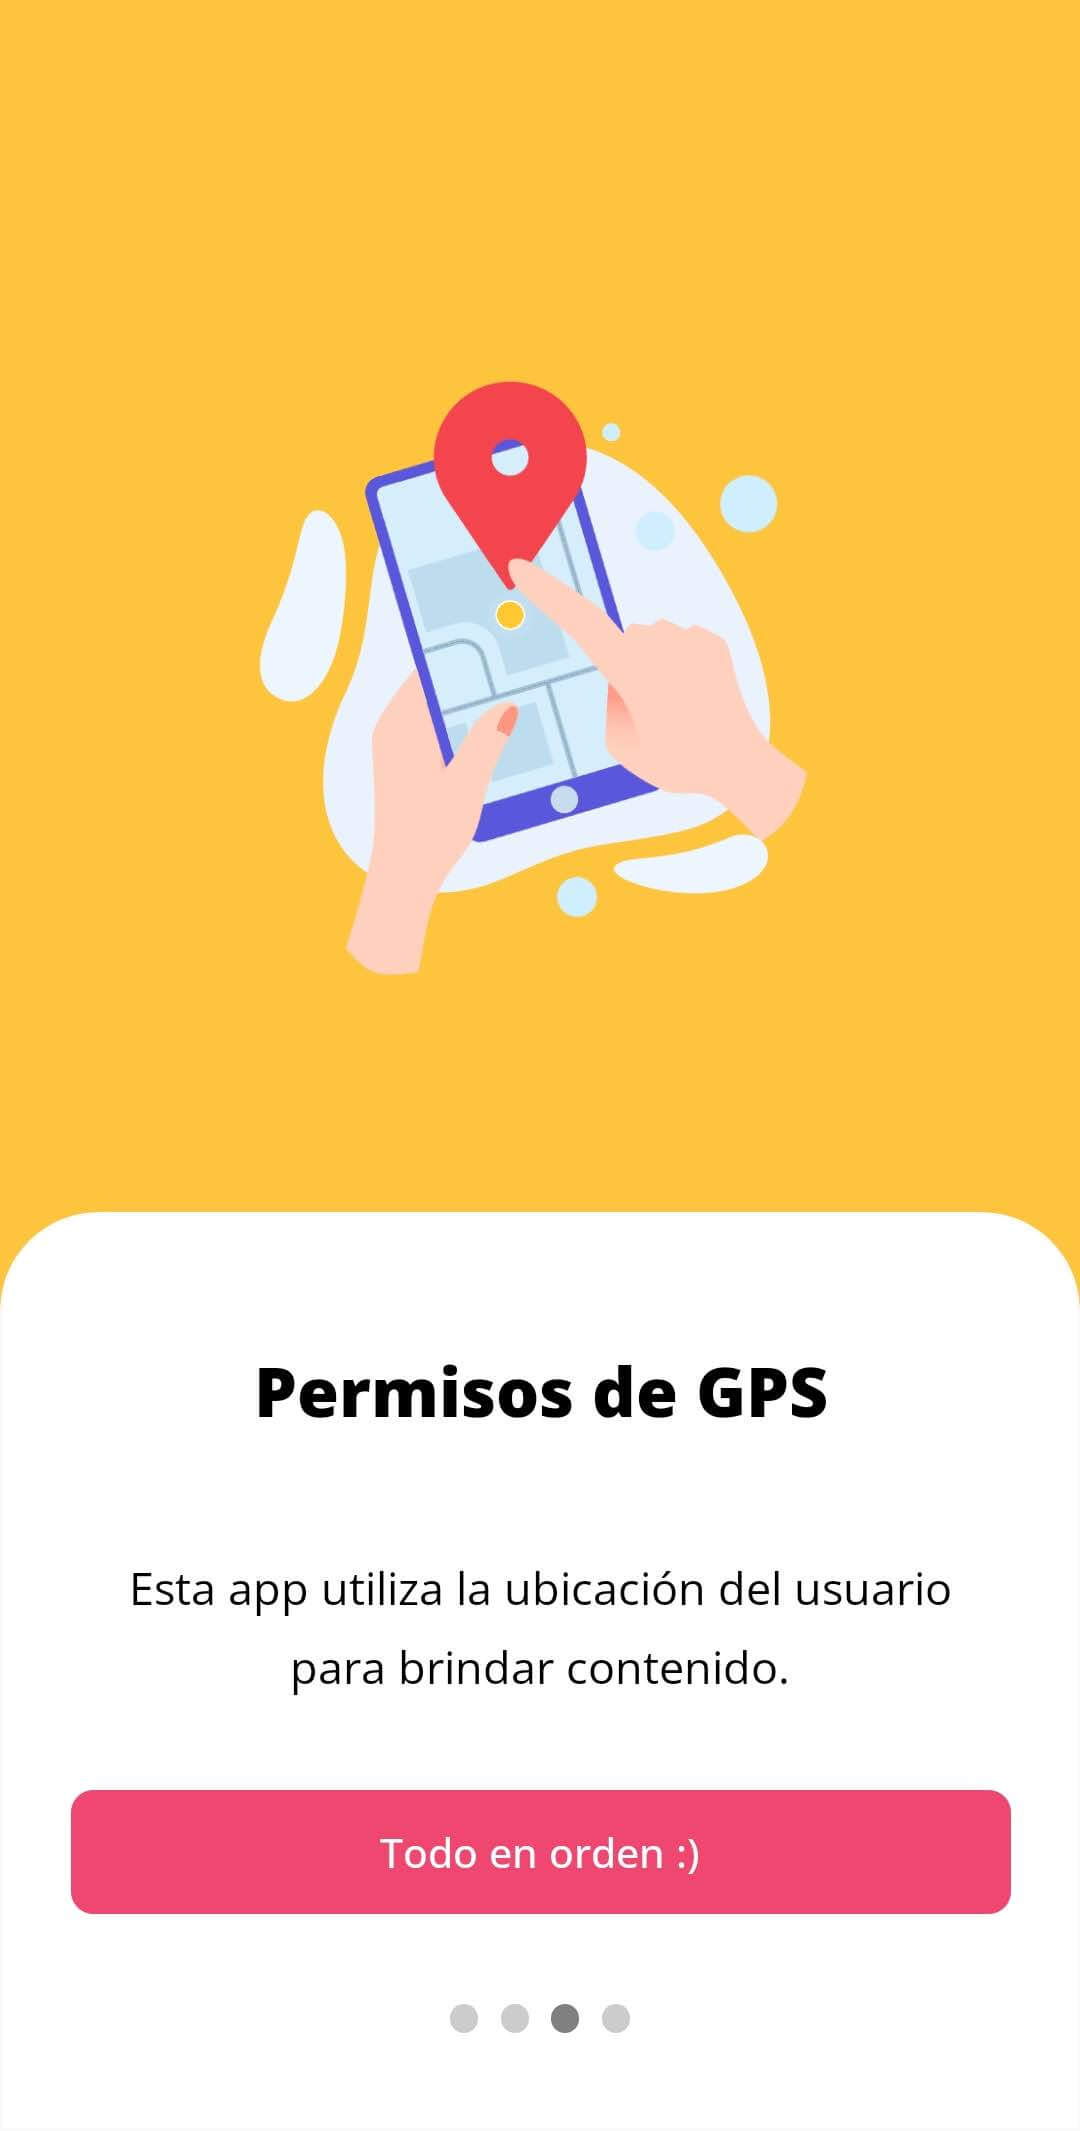 Permisos de GPS
Esta app utiliza la ubicación del usuario
para brindar contenido.
Todo en orden :)